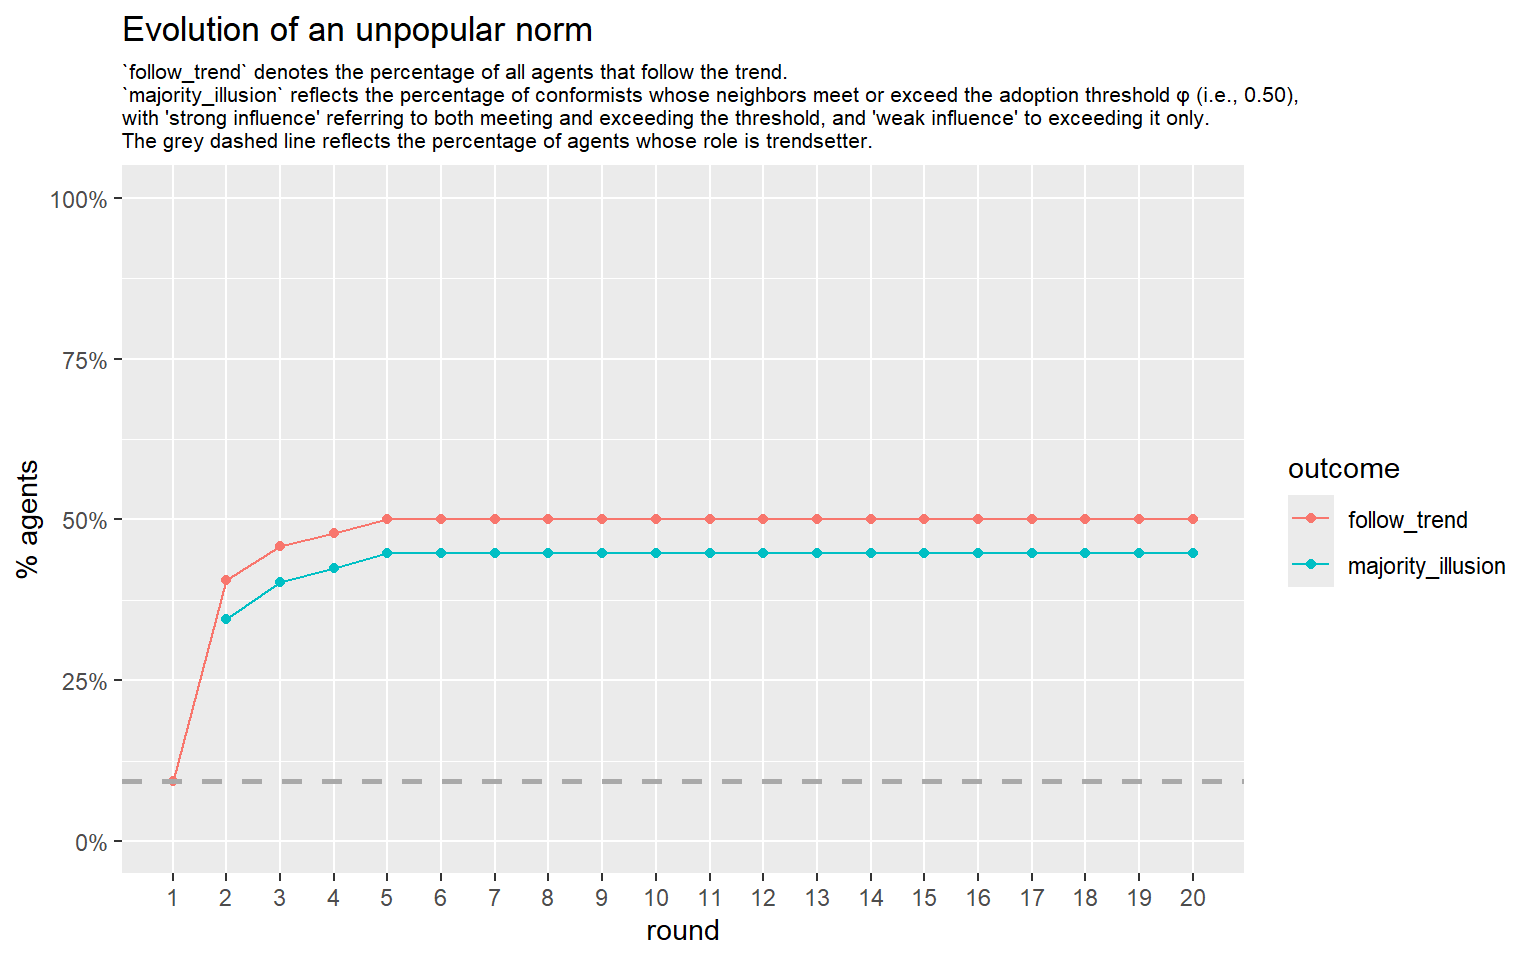 Evolution of an unpopular norm
`follow_trend` denotes the percentage of all agents that follow the trend.
`majority_illusion` reflects the percentage of conformists whose neighbors meet or exceed the adoption threshold φ (i.e., 0.50),
with 'strong influence' referring to both meeting and exceeding the threshold, and 'weak influence' to exceeding it only.
The grey dashed line reflects the percentage of agents whose role is trendsetter.
100%
75%
50%
25%
0%
% agents
1 2 3 4 5 6 7 8 9 10 11 12 13 14 15 16 17 18 19 20
round
outcome
follow_trend
majority_illusion